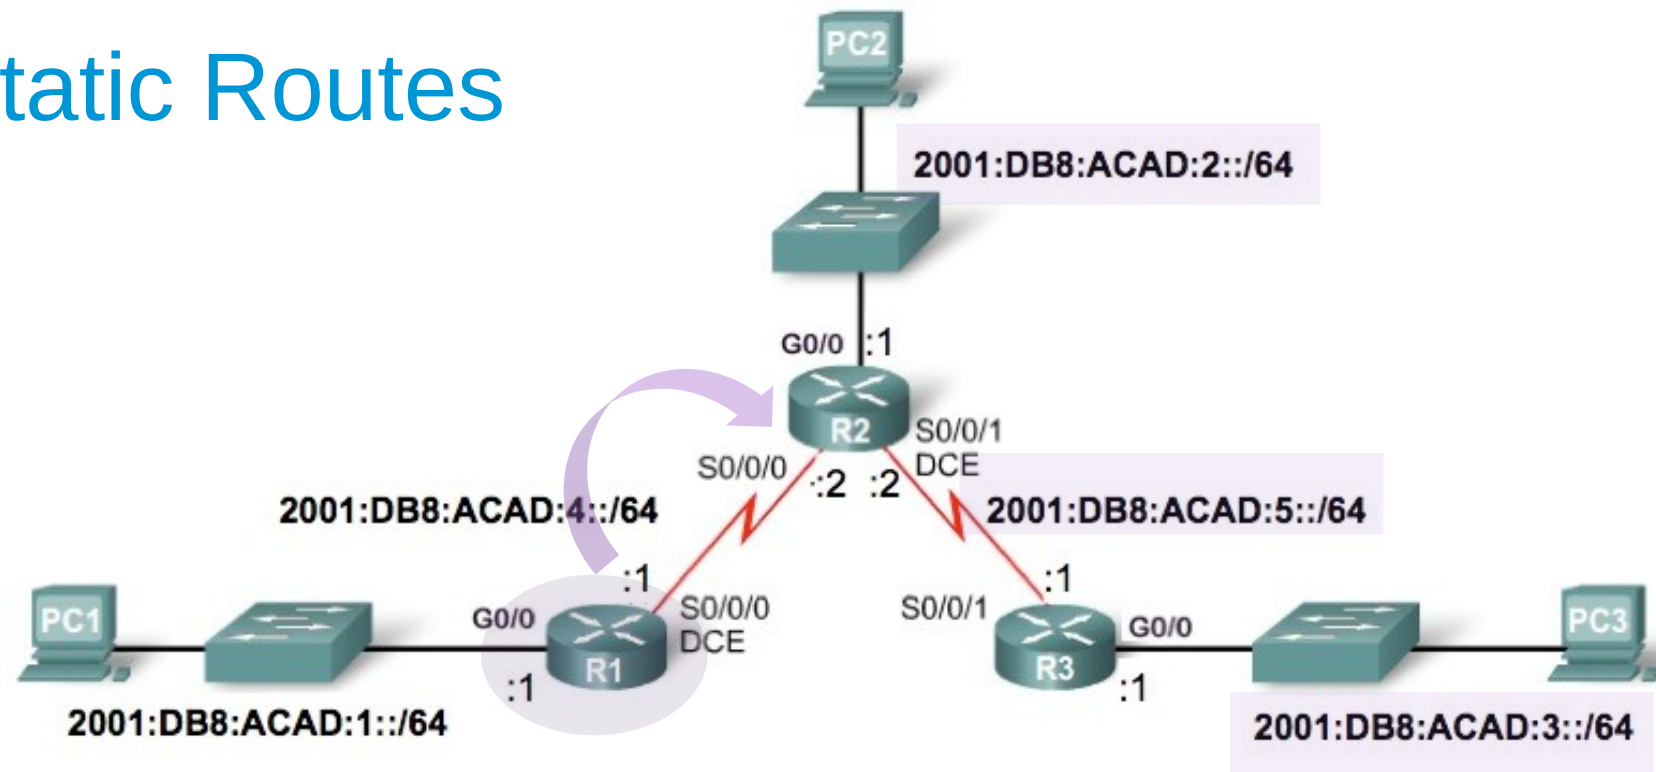 tatic Routes
PC2
2001:DB8:ACAD:2::/64
G0/0
:1
R2
S0/0/1
DCE
S0/0/0
:2
:2
2001:DB8:ACAD:4::/64
2001:DB8:ACAD:5::/64
:1
:1
PC1
G0/0
S0/0/0
DCE
R1
:1
S0/0/1
R3
G0/0
:1
PC3
2001:DB8:ACAD:1::/64
2001:DB8:ACAD:3::/64